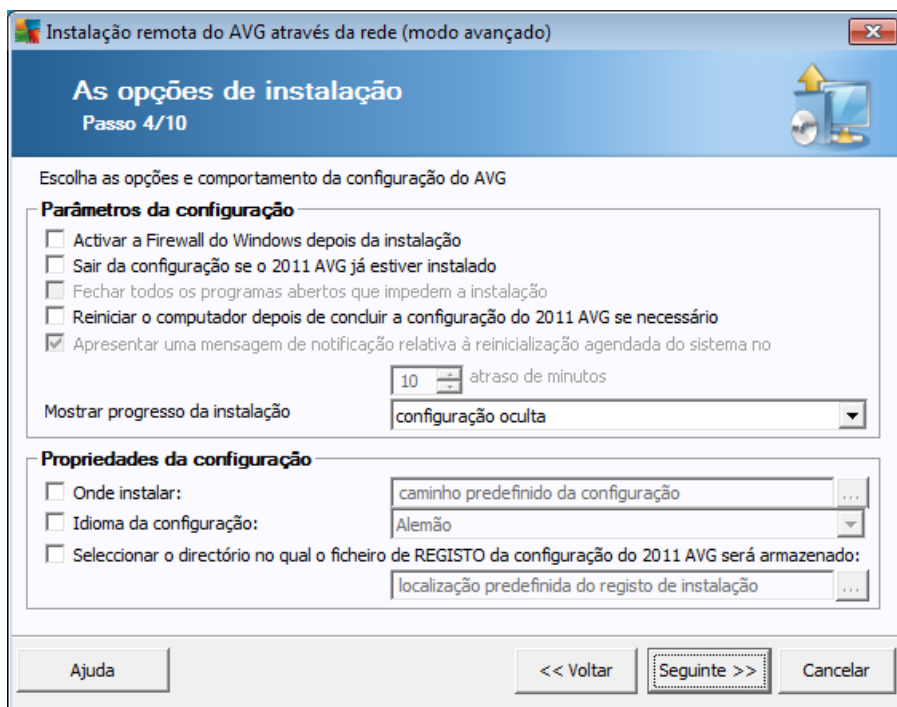 Instalação remota do AVG através da rede (modo avançado)
As opções de instalação
Passo 4/10
Escolha as opções e comportamento da configuração do AVG
Parâmetros da configuração
Activar a Firewall do Windows depois da instalação
Sair da configuração se o 2011 AVG já estiver instalado
Fechar todos os programas abertos que impedem a instalação
Reiniciar o computador depois de concluir a configuração do 2011 AVG se necessário
Apresentar uma mensagem de notificação relativa à reinicialização agendada do sistema no
10 atraso de minutos
Mostrar progresso da instalação configuração oculta
Propriedades da configuração
Onde instalar: caminho predefinido da configuração ...
Idioma da configuração: Alemão
Seleccionar o directório no qual o ficheiro de REGISTO da configuração do 2011 AVG será armazenado:
localização predefinida do registo de instalação ...
Ajuda << Voltar Seguinte >> Cancelar